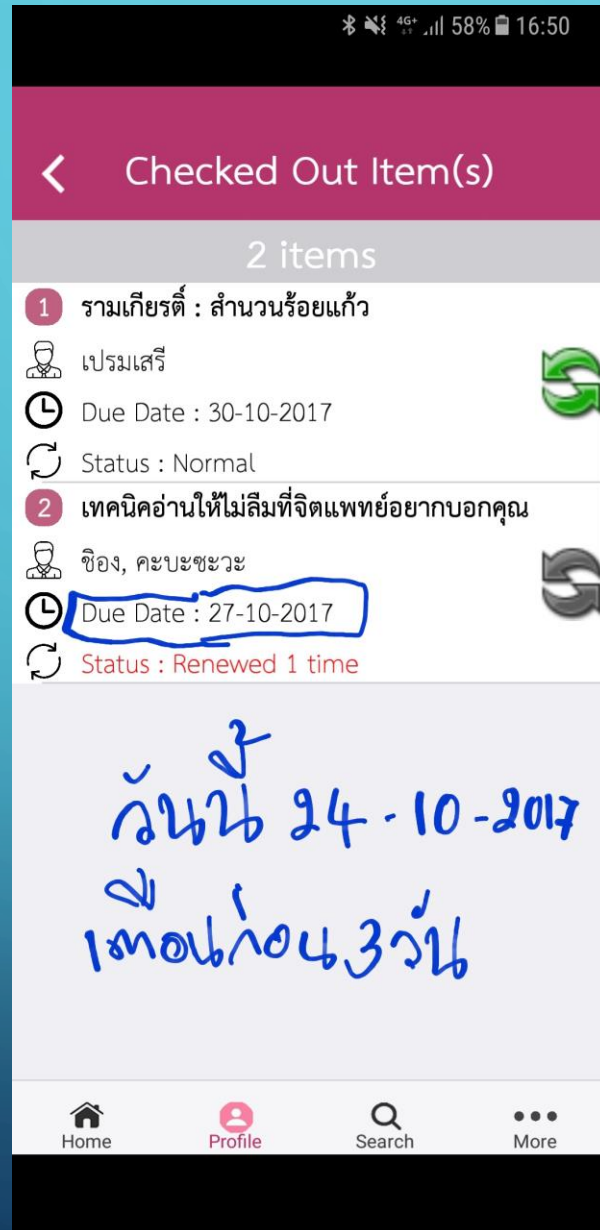 4G+ 58% 16:50
Checked Out Item(s)
2 items
1 รามเกียรติ์ : สำนวนร้อยแก้ว
เปรมเสรี
Due Date : 30-10-2017
Status : Normal
2 เทคนิคอ่านให้ไม่ลืมที่จิตแพทย์อยากบอกคุณ
ชิอง, คะบะซะวะ
Due Date : 27-10-2017
Status : Renewed 1 time
วันนี้ 24-10-2017
เตือนก่อน 3 วัน
Home Profile Search More